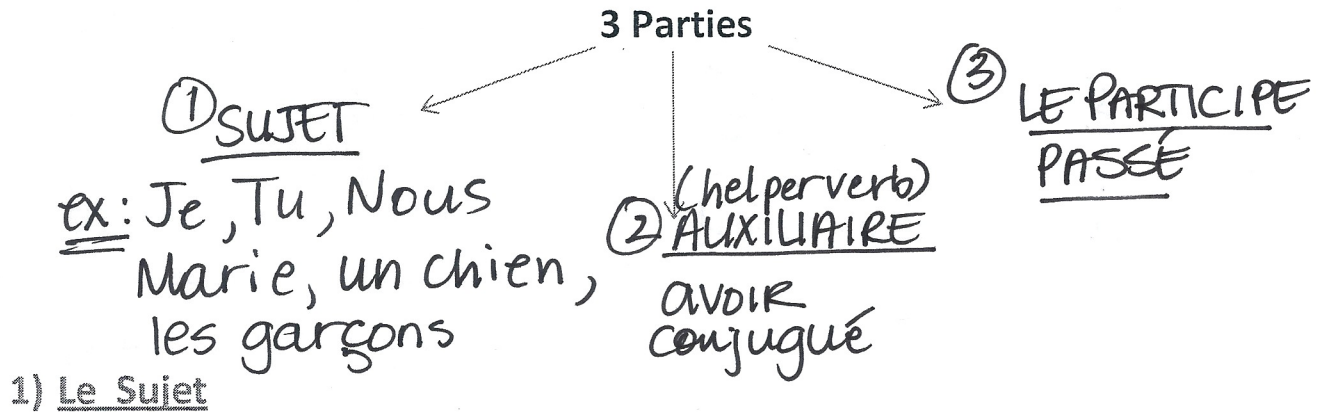 3 Parties
① SUJET
ex: Je, Tu, Nous
Marie, un chien,
les garçons
(helper verb)
② AUXILIAIRE
avoir
conjugué
③ LE PARTICIPE
PASSÉ
1) Le Sujet